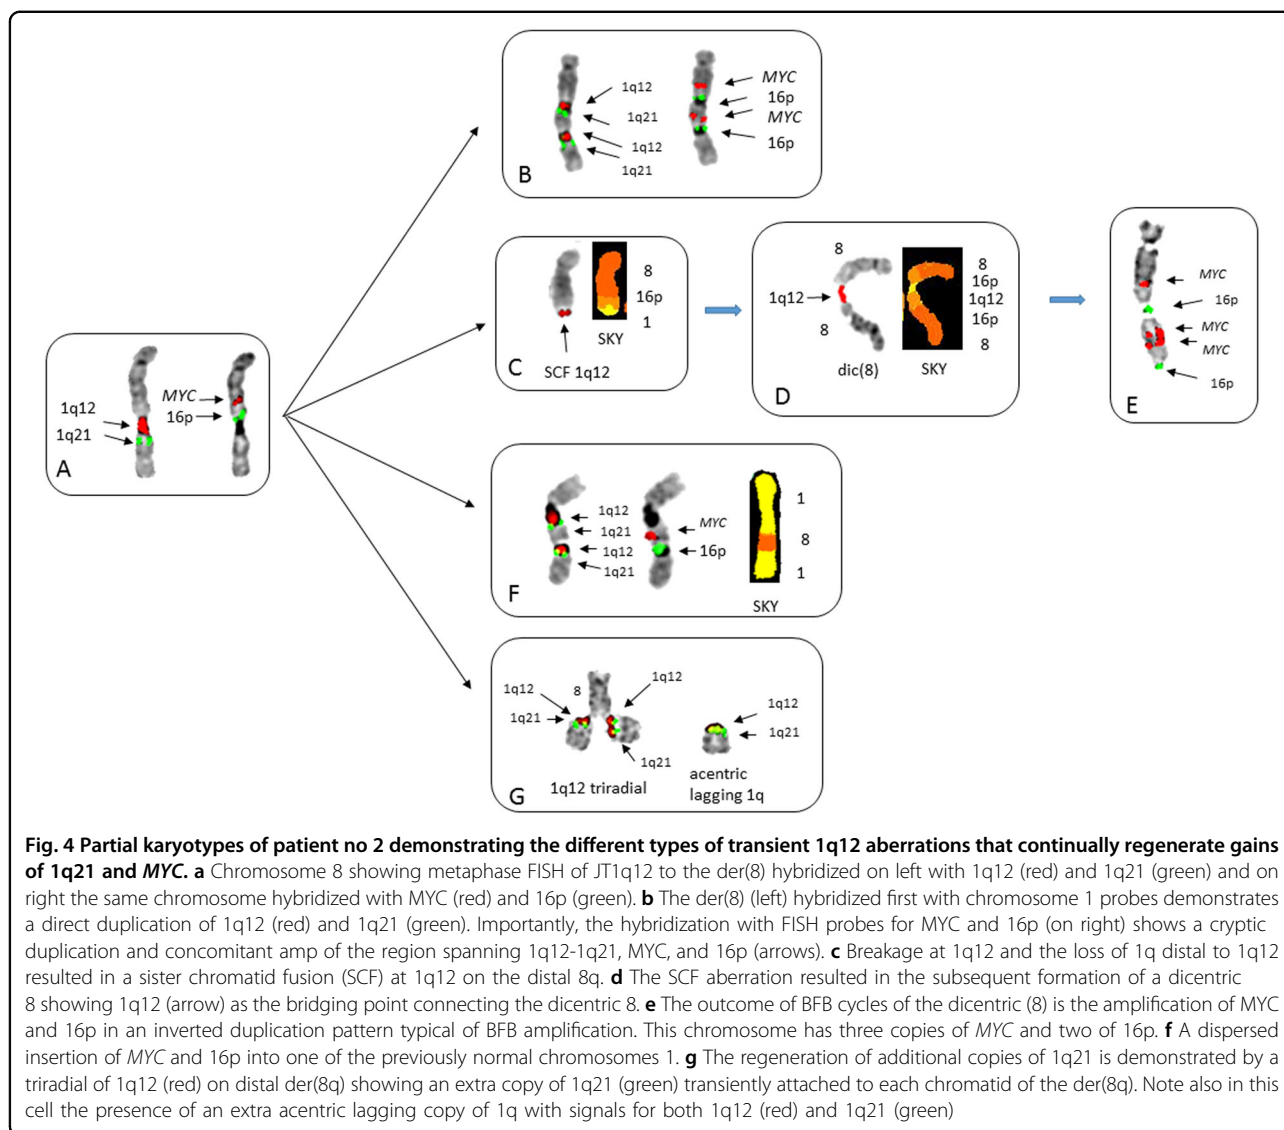 1q12
1q21
1q12
1q21
MYC
16p
MYC
16p
B
1q12
1q21
MYC
16p
A
SCF 1q12
8
16p
1
SKY
C
8
1q12
8
dic(8)
8
16p
1q12
16p
8
SKY
D
MYC
16p
MYC
MYC
16p
E
1q12
1q21
1q12
1q21
MYC
16p
1
8
1
SKY
F
1q12
8
1q12
1q21
1q21
1q12 triradial
1q12
1q21
acentric
lagging 1q
G
Fig. 4 Partial karyotypes of patient no 2 demonstrating the different types of transient 1q12 aberrations that continually regenerate gains
of 1q21 and MYC. a Chromosome 8 showing metaphase FISH of JT1q12 to the der(8) hybridized on left with 1q12 (red) and 1q21 (green) and on
right the same chromosome hybridized with MYC (red) and 16p (green). b The der(8) (left) hybridized first with chromosome 1 probes demonstrates
a direct duplication of 1q12 (red) and 1q21 (green). Importantly, the hybridization with FISH probes for MYC and 16p (on right) shows a cryptic
duplication and concomitant amp of the region spanning 1q12-1q21, MYC, and 16p (arrows). c Breakage at 1q12 and the loss of 1q distal to 1q12
resulted in a sister chromatid fusion (SCF) at 1q12 on the distal 8q. d The SCF aberration resulted in the subsequent formation of a dicentric
8 showing 1q12 (arrow) as the bridging point connecting the dicentric 8. e The outcome of BFB cycles of the dicentric (8) is the amplification of MYC
and 16p in an inverted duplication pattern typical of BFB amplification. This chromosome has three copies of MYC and two of 16p. f A dispersed
insertion of MYC and 16p into one of the previously normal chromosomes 1. g The regeneration of additional copies of 1q21 is demonstrated by a
triradial of 1q12 (red) on distal der(8q) showing an extra copy of 1q21 (green) transiently attached to each chromatid of the der(8q). Note also in this
cell the presence of an extra acentric lagging copy of 1q with signals for both 1q12 (red) and 1q21 (green)